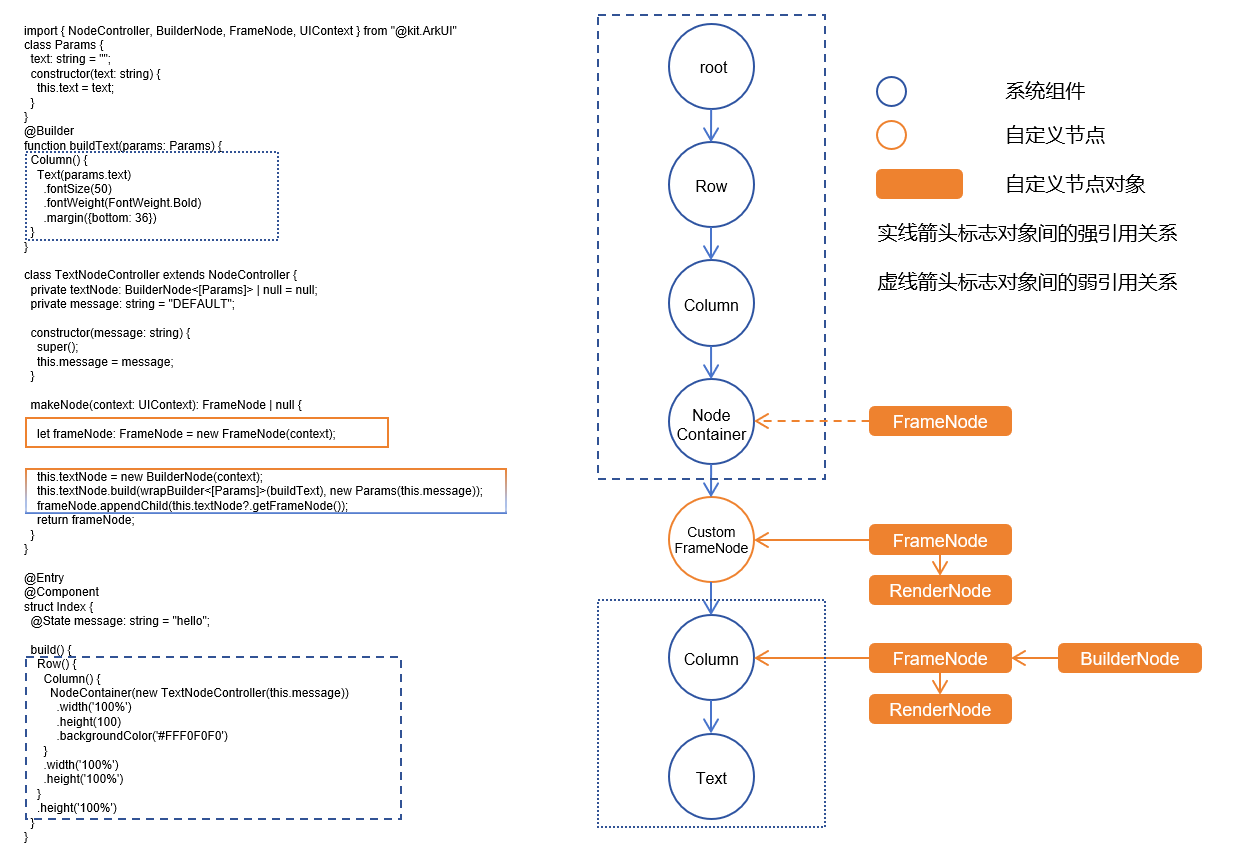 import { NodeController, BuilderNode, FrameNode, UIContext } from "@kit.ArkUI"
class Params {
text: string = "";
constructor(text: string) {
this.text = text;
}
}
@Builder
function buildText(params: Params) {
Column() {
Text(params.text)
.fontSize(50)
.fontWeight(FontWeight.Bold)
.margin({bottom: 36})
}
}
class TextNodeController extends NodeController {
private textNode: BuilderNode<[Params]> | null = null;
private message: string = "DEFAULT";
constructor(message: string) {
super();
this.message = message;
}
makeNode(context: UIContext): FrameNode | null {
let frameNode: FrameNode = new FrameNode(context);
this.textNode = new BuilderNode(context);
this.textNode.build(wrapBuilder<[Params]>(buildText), new Params(this.message));
frameNode.appendChild(this.textNode?.getFrameNode());
return frameNode;
}
}
@Entry
@Component
struct Index {
@State message: string = "hello";
build() {
Row() {
Column() {
NodeContainer(new TextNodeController(this.message))
.width('100%')
.height(100)
.backgroundColor('#FFF0F0F0')
}
.width('100%')
.height('100%')
}
.height('100%')
}
}
root
Row
Column
Node
Container
FrameNode
Custom
FrameNode
FrameNode
RenderNode
Column
FrameNode
BuilderNode
RenderNode
Text
系统组件
自定义节点
自定义节点对象
实线箭头标志对象间的强引用关系
虚线箭头标志对象间的弱引用关系